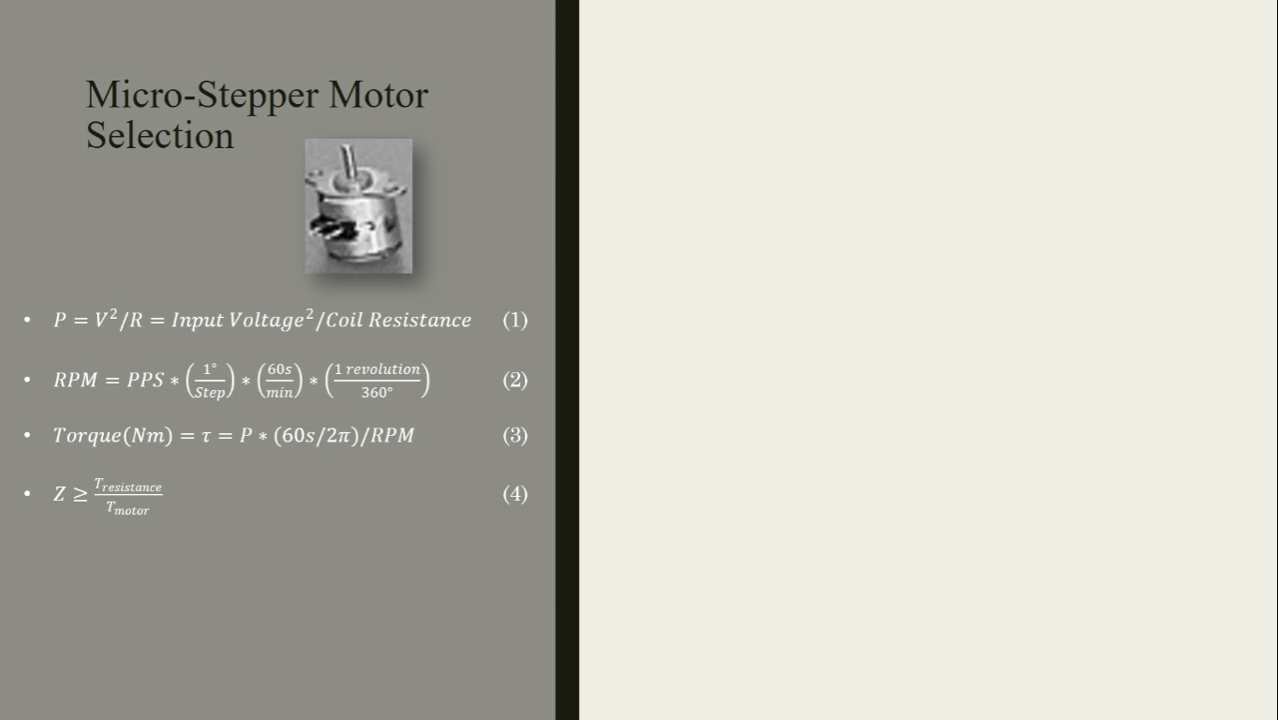 Micro-Stepper Motor
Selection
• P = V²/R = Input Voltage²/Coil Resistance (1)
• RPM = PPS * (1°/Step) * (60s/min) * (1 revolution/360°) (2)
• Torque(Nm) = τ = P * (60s/2π)/RPM (3)
• Z ≥ T_resistance/T_motor (4)